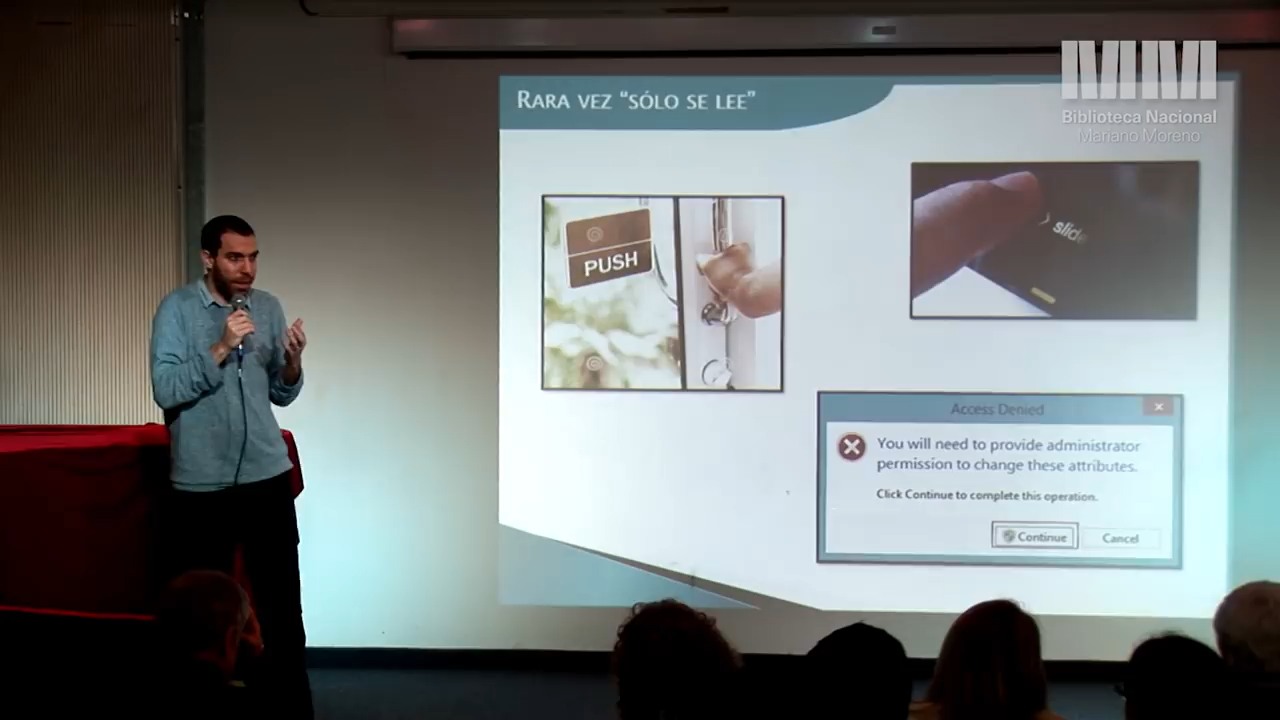 RARA VEZ “SÓLO SE LEE”
Biblioteca Nacional
Mariano Moreno
PUSH
slide
Access Denied
You will need to provide administrator
permission to change these attributes.
Click Continue to complete this operation.
Continue
Cancel